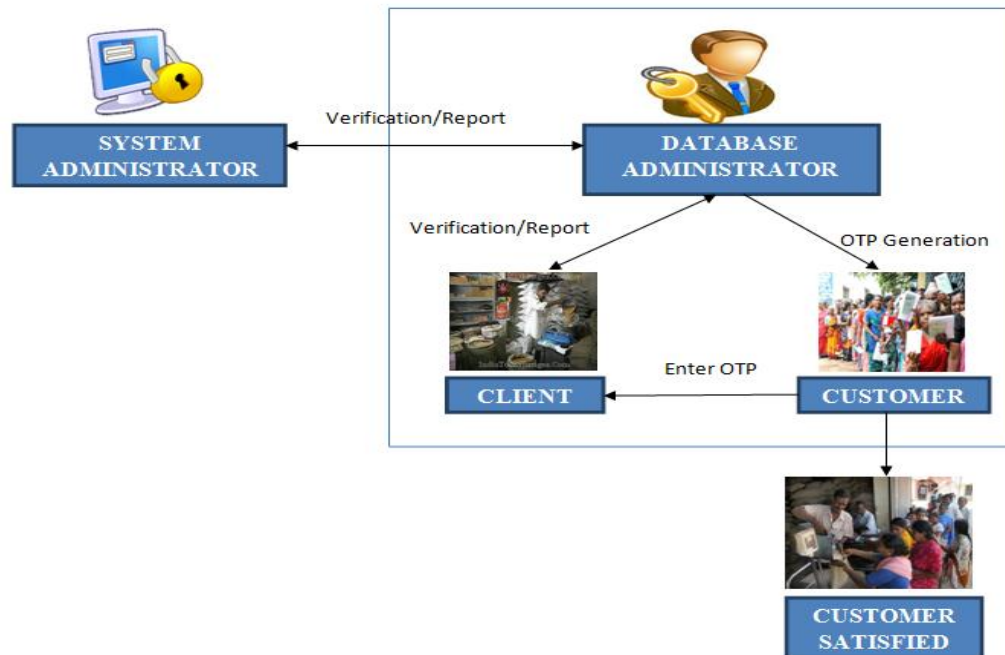 Verification/Report
SYSTEM
ADMINISTRATOR
DATABASE
ADMINISTRATOR
Verification/Report
OTP Generation
Enter OTP
CLIENT
CUSTOMER
CUSTOMER
SATISFIED